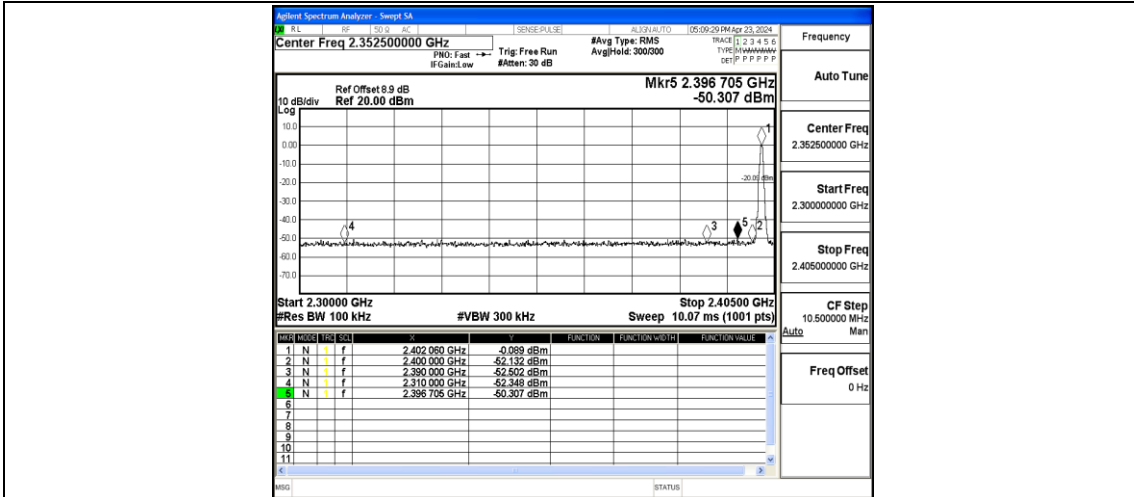 Agilent Spectrum Analyzer - Swept SA
RL RF 50 Ω AC SENSE:PULSE ALIGN AUTO 05:09:29 PM Apr 23, 2024
Center Freq 2.352500000 GHz
PNO: Fast
IFGain:Low
Trig: Free Run
#Atten: 30 dB
#Avg Type: RMS
Avg|Hold: 300/300
TRACE 1 2 3 4 5 6
TYPE M
DET P P P P P P
Mkr5 2.396 705 GHz
-50.307 dBm
Ref Offset 8.9 dB
10 dB/div Ref 20.00 dBm
Log
10.0
0.00
-10.0
-20.0
-30.0
-40.0
-50.0
-60.0
-70.0
1
4
3
5
2
Start 2.30000 GHz Stop 2.40500 GHz
#Res BW 100 kHz #VBW 300 kHz Sweep 10.07 ms (1001 pts)
MKR MODE TRC SCL X Y FUNCTION FUNCTION WIDTH FUNCTION VALUE
1 N 1 f 2.402 060 GHz -0.089 dBm
2 N 1 f 2.400 000 GHz -52.132 dBm
3 N 1 f 2.390 000 GHz -52.502 dBm
4 N 1 f 2.310 000 GHz -52.348 dBm
5 N 1 f 2.396 705 GHz -50.307 dBm
6
7
8
9
10
11
MSG STATUS
Frequency
Auto Tune
Center Freq
2.352500000 GHz
Start Freq
2.300000000 GHz
Stop Freq
2.405000000 GHz
CF Step
10.500000 MHz
Auto Man
Freq Offset
0 Hz